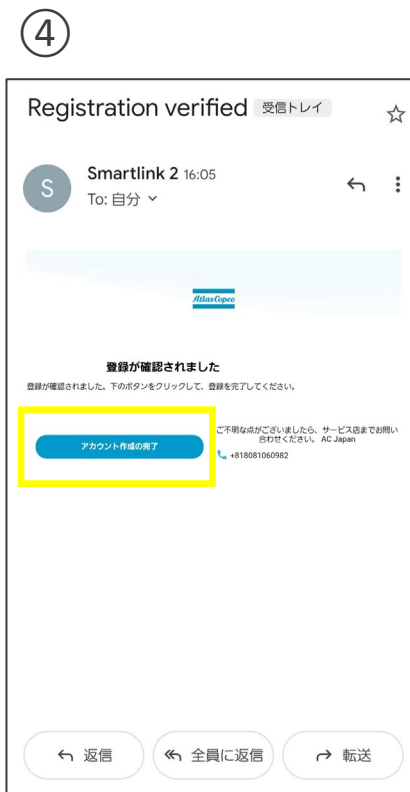 ④
Registration verified 受信トレイ
S
Smartlink 2 16:05
To: 自分
Atlas Copco
登録が確認されました
登録が確認されました。下のボタンをクリックして、登録を完了してください。
アカウント作成の完了
ご不明な点がございましたら、サービス店までお問い
合わせください。 AC Japan
+818081060982
返信
全員に返信
転送